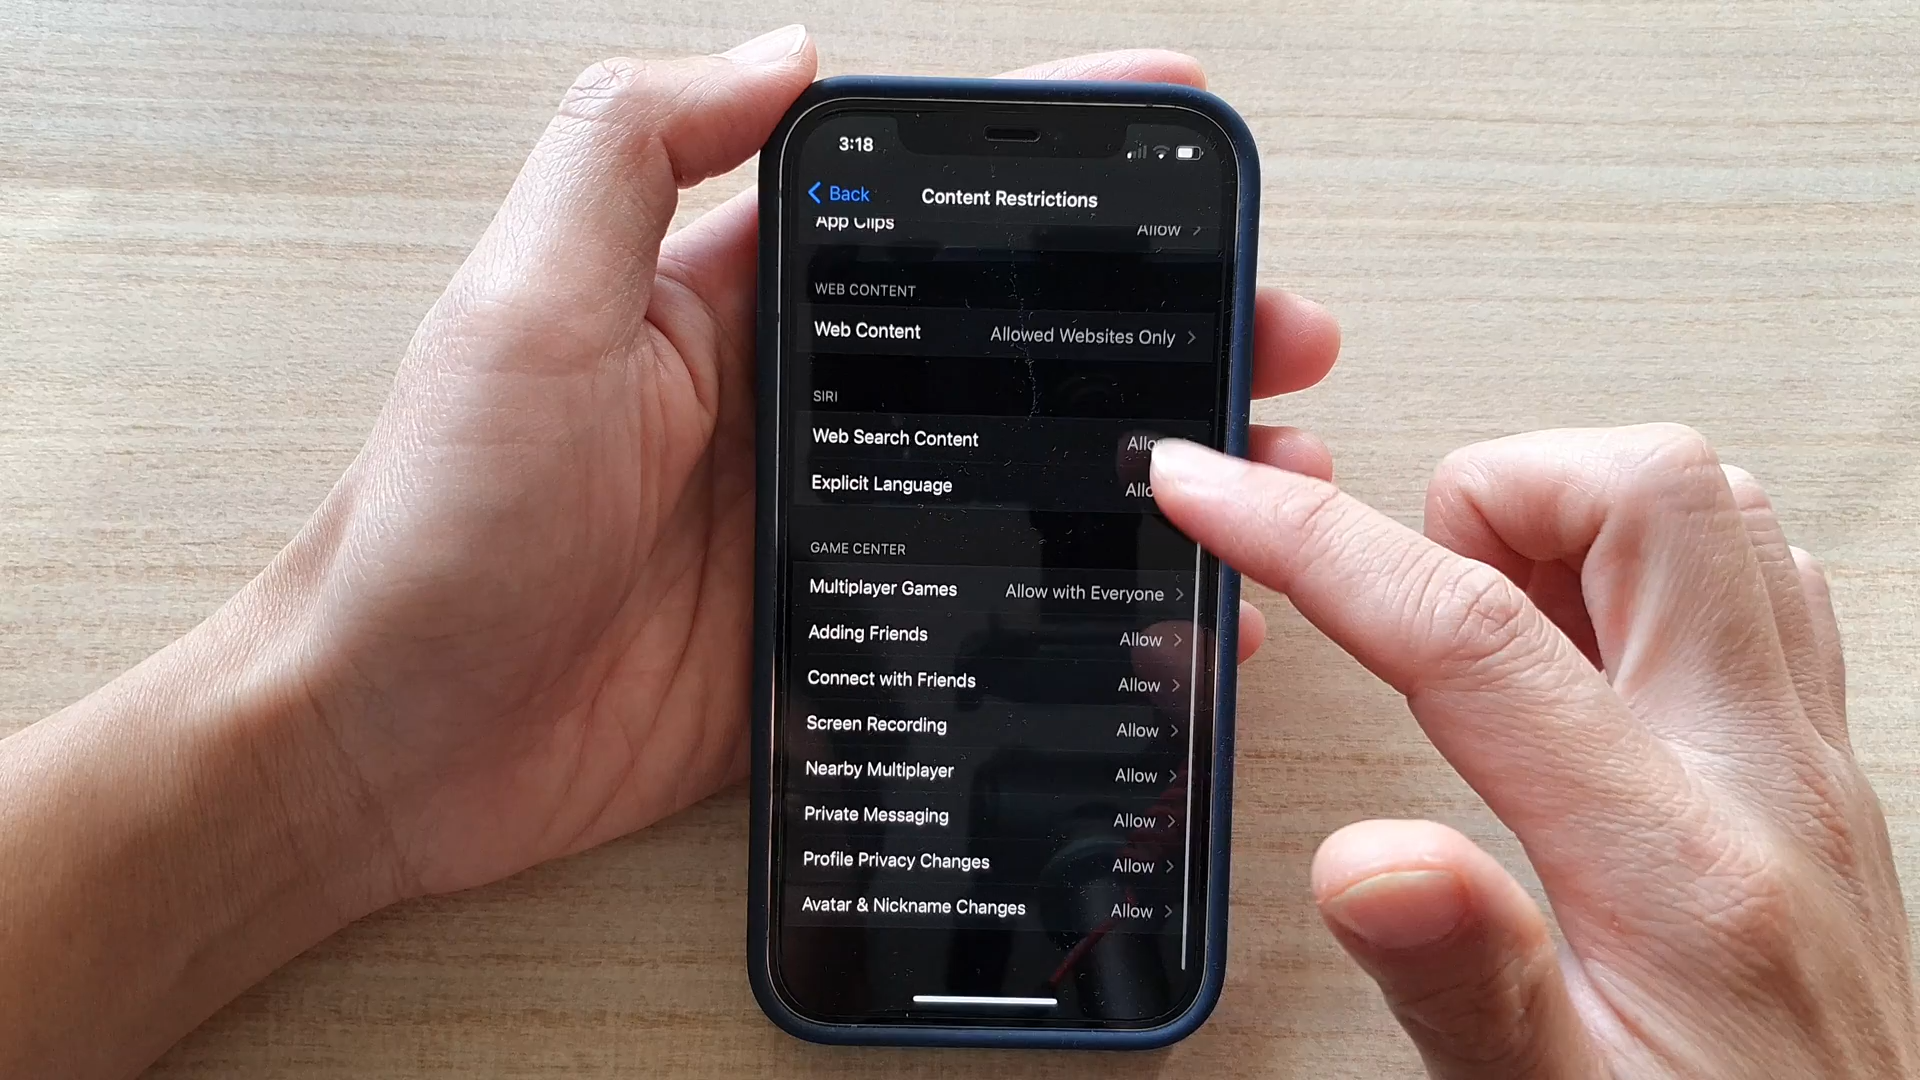 3:18
Back
Content Restrictions
App Clips Allow
WEB CONTENT
Web Content Allowed Websites Only
SIRI
Web Search Content Allo
Explicit Language Allo
GAME CENTER
Multiplayer Games Allow with Everyone
Adding Friends Allow
Connect with Friends Allow
Screen Recording Allow
Nearby Multiplayer Allow
Private Messaging Allow
Profile Privacy Changes Allow
Avatar & Nickname Changes Allow